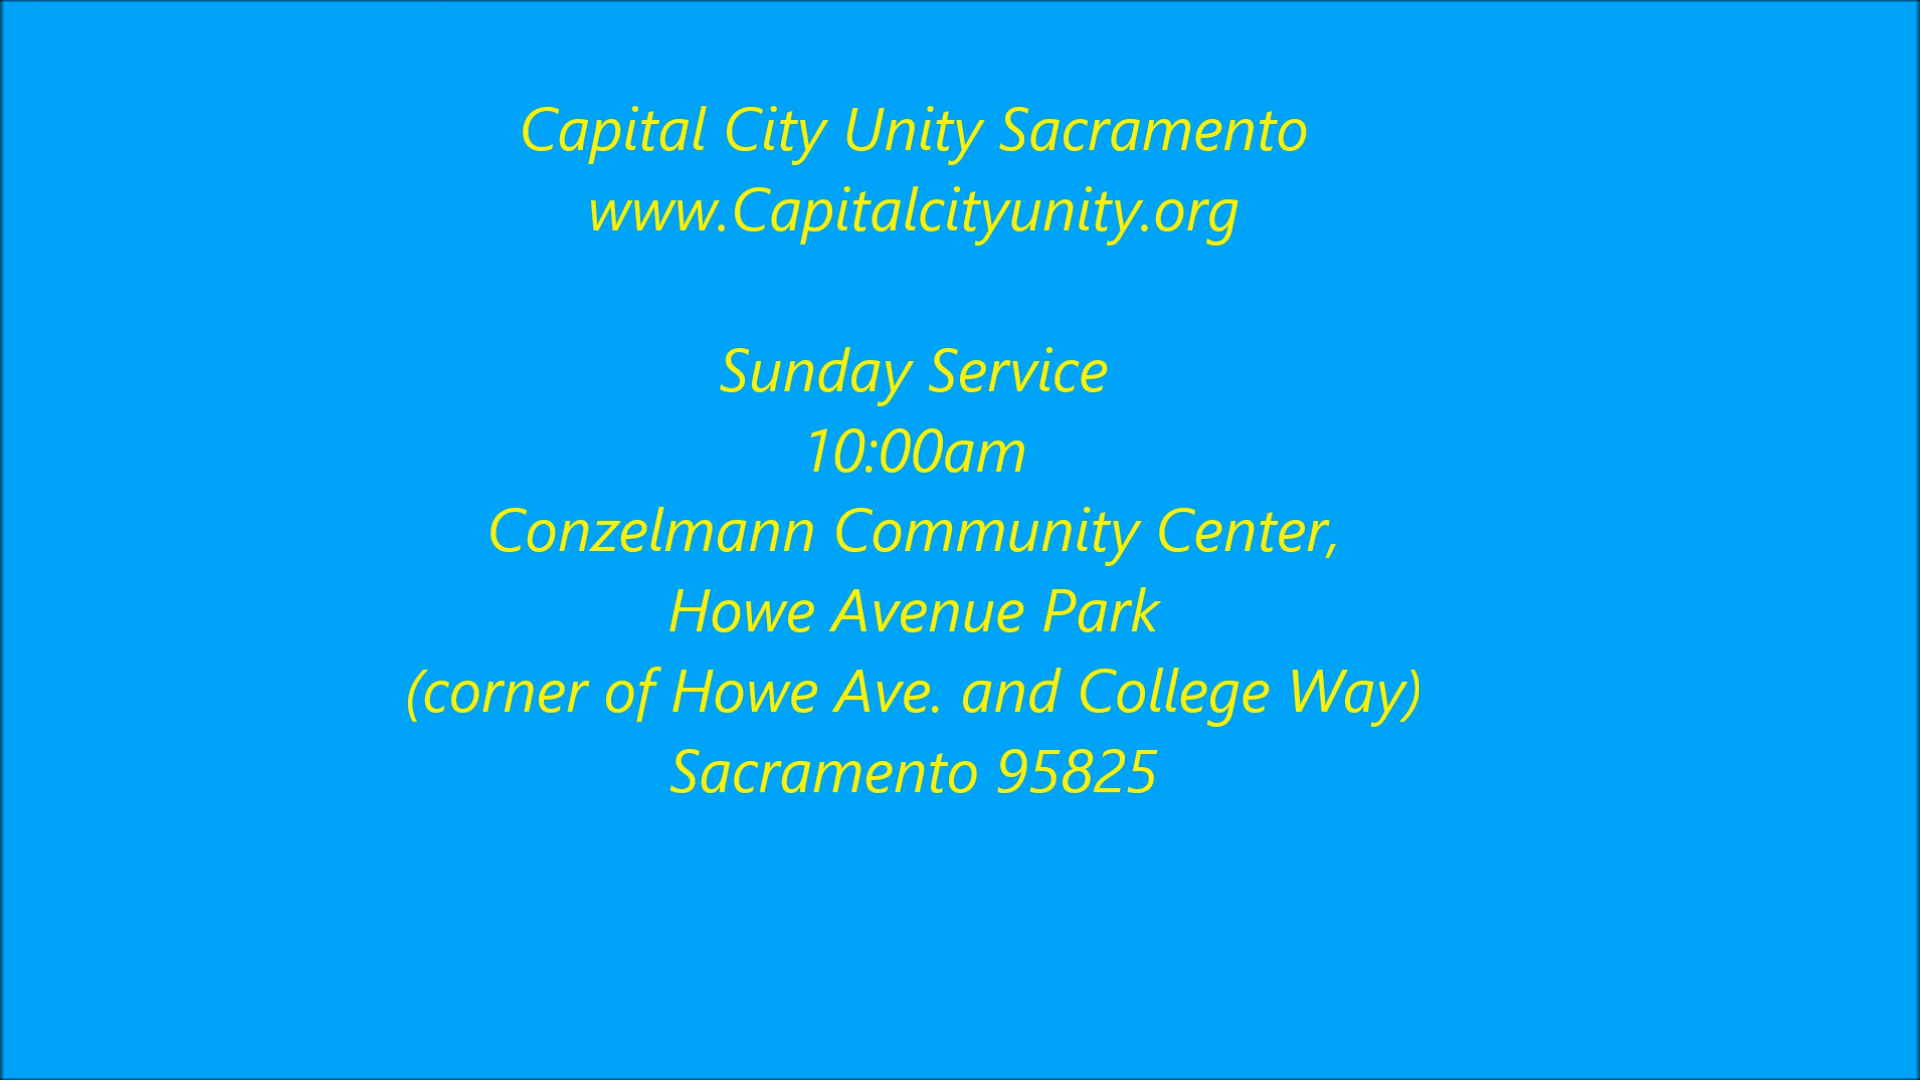 Capital City Unity Sacramento
www.Capitalcityunity.org
Sunday Service
10:00am
Conzelmann Community Center,
Howe Avenue Park
(corner of Howe Ave. and College Way)
Sacramento 95825